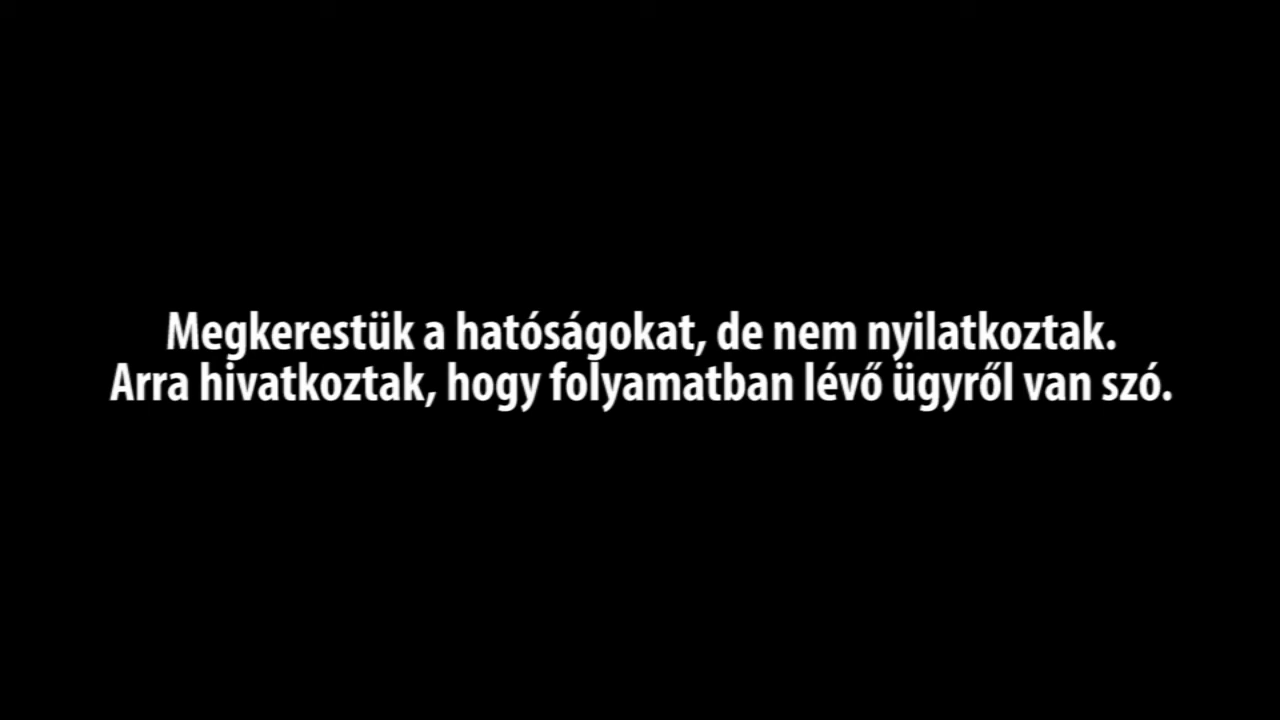 Megkerestük a hatóságokat, de nem nyilatkoztak.
Arra hivatkoztak, hogy folyamatban lévő ügyről van szó.